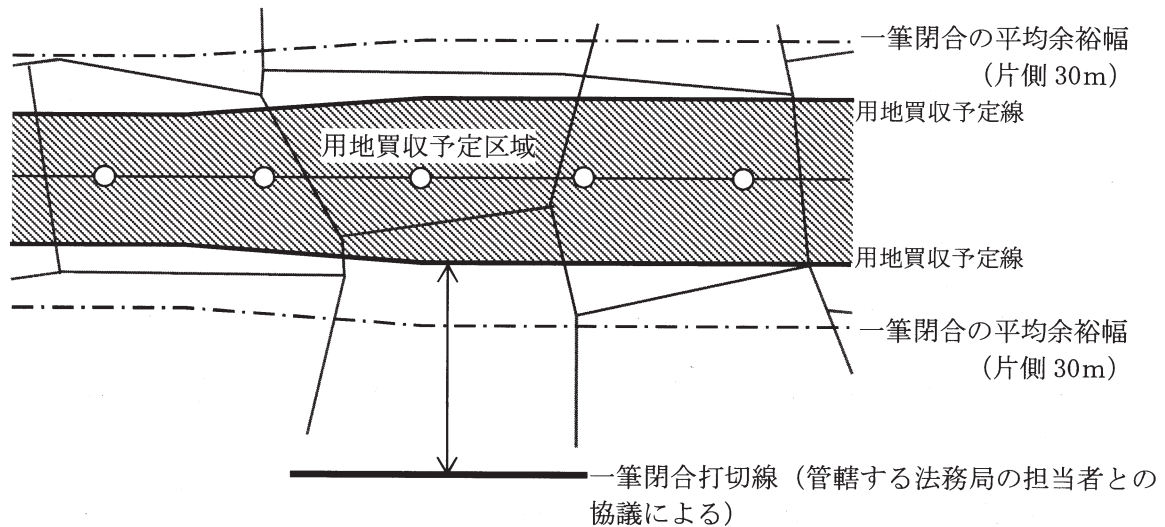 一筆閉合の平均余裕幅
(片側 30m)
用地買収予定線
用地買収予定区域
用地買収予定線
一筆閉合の平均余裕幅
(片側 30m)
一筆閉合打切線(管轄する法務局の担当者との
協議による)